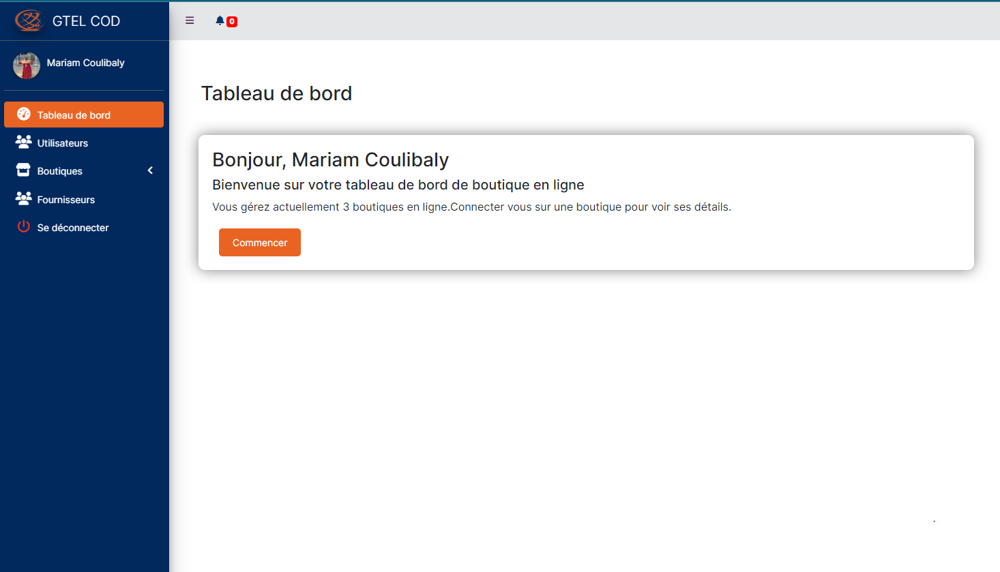 GTEL COD
0
Mariam Coulibaly
Tableau de bord
Utilisateurs
Boutiques
Fournisseurs
Se déconnecter
Tableau de bord
Bonjour, Mariam Coulibaly
Bienvenue sur votre tableau de bord de boutique en ligne
Vous gérez actuellement 3 boutiques en ligne.Connecter vous sur une boutique pour voir ses détails.
Commencer